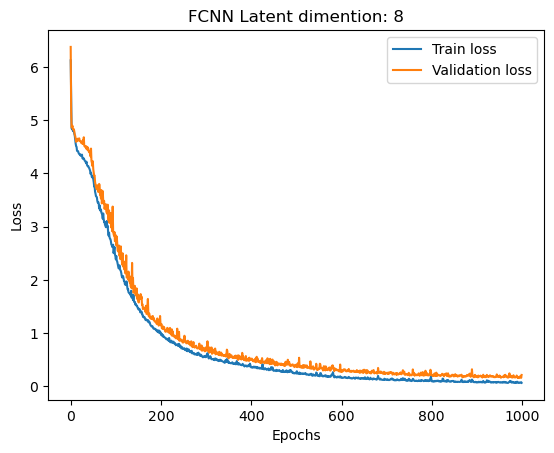 FCNN Latent dimention: 8
Train loss
Validation loss
Loss
6
5
4
3
2
1
0
0 200 400 600 800 1000
Epochs